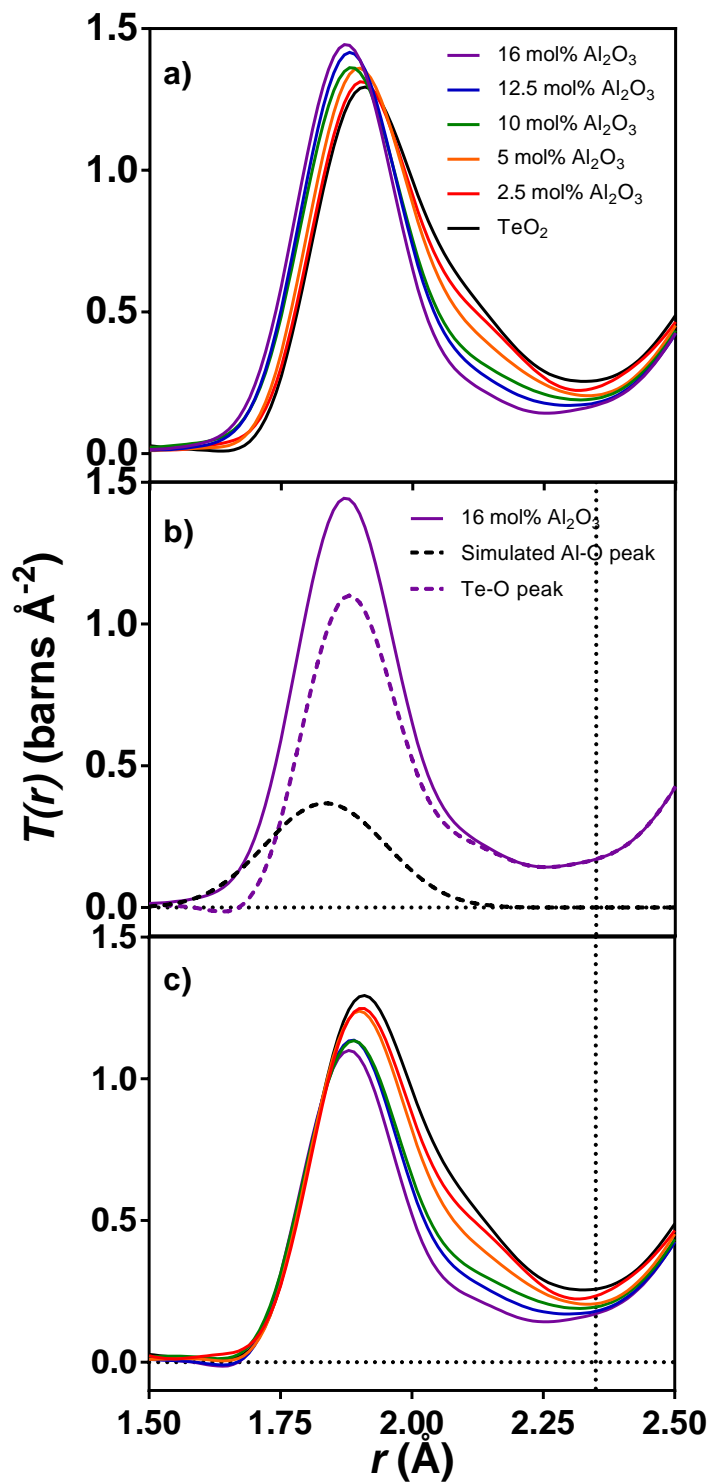 1.5
a)
16 mol% Al₂O₃
12.5 mol% Al₂O₃
10 mol% Al₂O₃
5 mol% Al₂O₃
2.5 mol% Al₂O₃
TeO₂
1.0
0.5
0.0
1.5
b)
16 mol% Al₂O₃
Simulated Al-O peak
Te-O peak
1.0
0.5
0.0
T(r) (barns Å⁻²)
1.5
c)
1.0
0.5
0.0
1.50 1.75 2.00 2.25 2.50
r (Å)